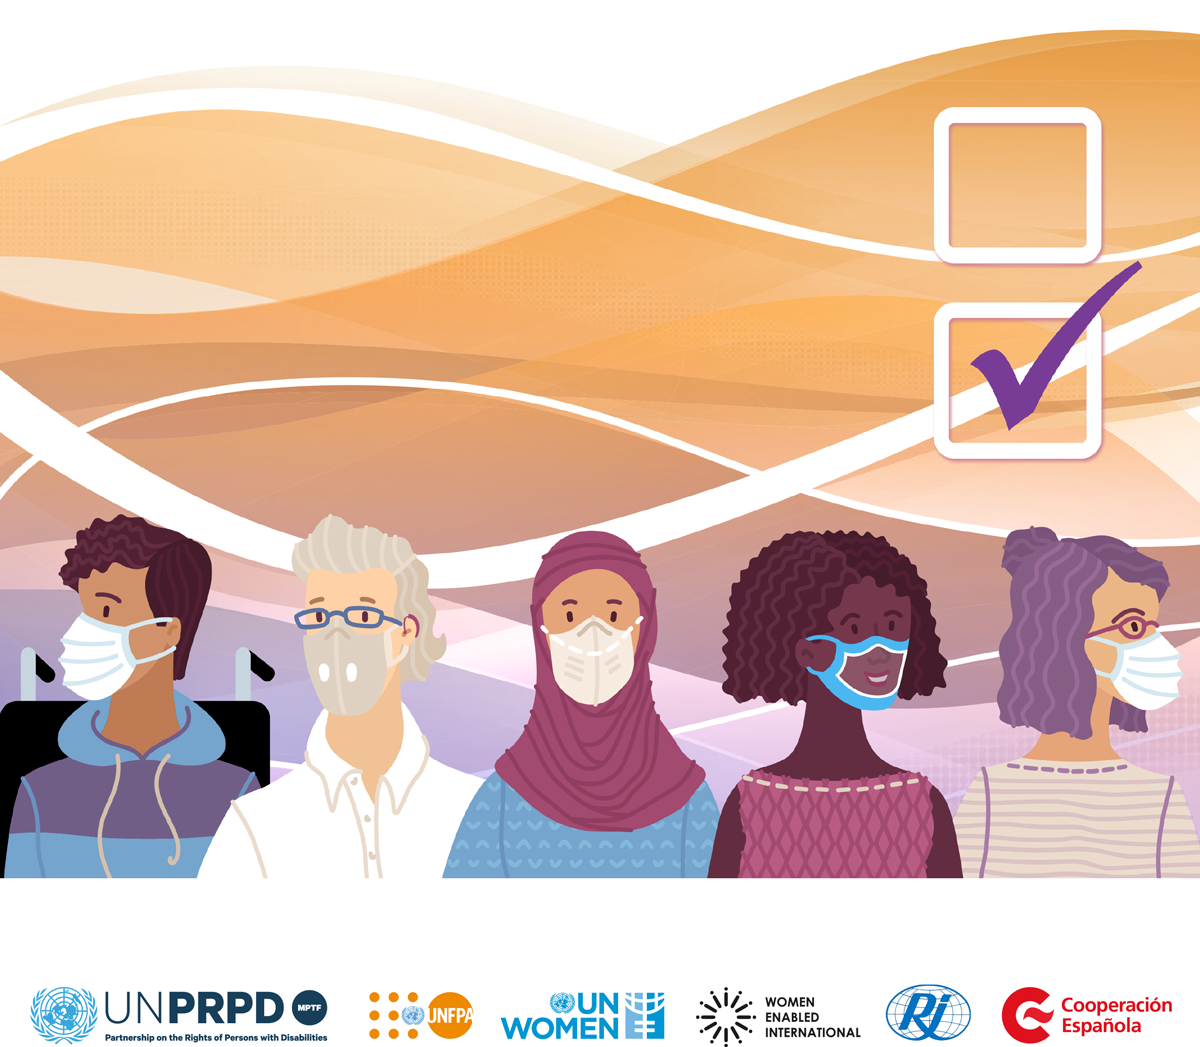 UNPRPD MPTF
Partnership on the Rights of Persons with Disabilities
UNFPA
UN
WOMEN
WOMEN
ENABLED
INTERNATIONAL
Ri
Cooperación
Española